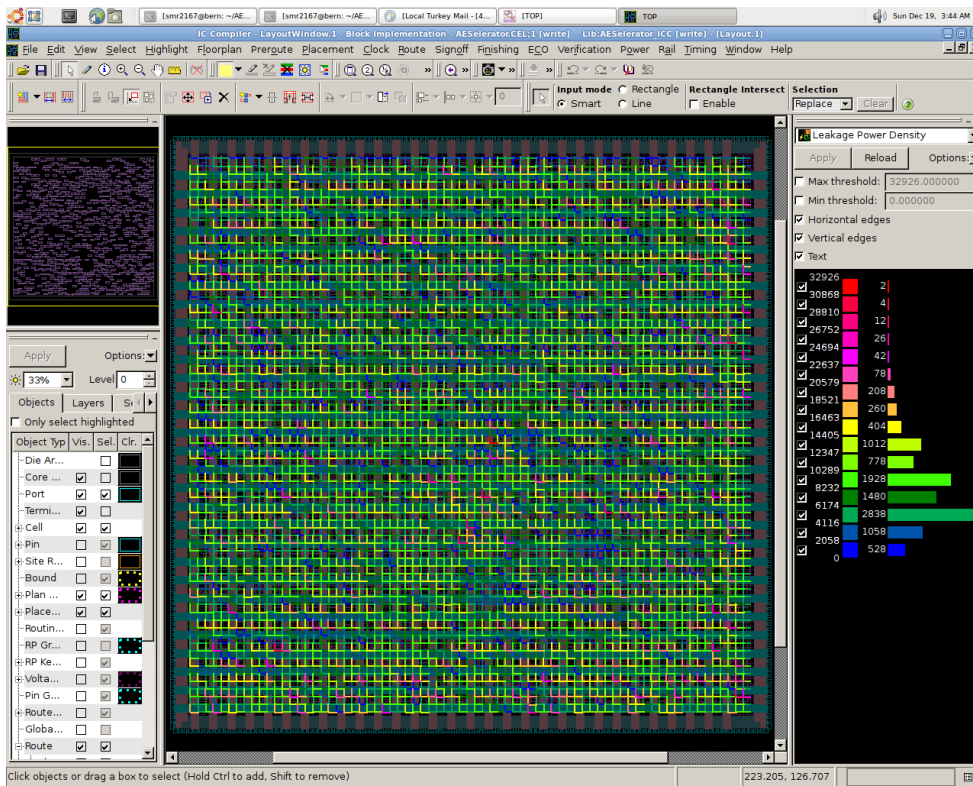 [smr2167@bern: ~/AE...
[smr2167@bern: ~/AE...
[Local Turkey Mail - [4...
[TOP]
TOP
Sun Dec 19, 3:44 AM
IC Compiler - LayoutWindow.1 - Block Implementation - AESelerator.CEL;1 [write] Lib:AESelerator_ICC [write] - [Layout.1]
File Edit View Select Highlight Floorplan Preroute Placement Clock Route Signoff Finishing ECO Verification Power Rail Timing Window Help
Input mode Rectangle Rectangle Intersect Selection
0 Smart Line Enable Replace Clear
Leakage Power Density
Apply Reload Options:
Max threshold: 32926.000000
Min threshold: 0.000000
Horizontal edges
Vertical edges
Text
32926
2
30868
4
28810
12
26752
26
24694
42
22637
78
20579
208
18521
260
16463
404
14405
1012
12347
778
10289
1928
8232
1480
6174
2838
4116
1058
2058
528
0
Apply Options:
33% Level 0
Objects Layers
Only select highlighted
Object Typ Vis. Sel. Clr.
Die Ar...
Core ...
Port
Termi...
Cell
Pin
Site R...
Bound
Plan ...
Place...
Routin...
RP Gr...
RP Ke...
Volta...
Pin G...
Route...
Globa...
Route
Click objects or drag a box to select (Hold Ctrl to add, Shift to remove)
223.205, 126.707